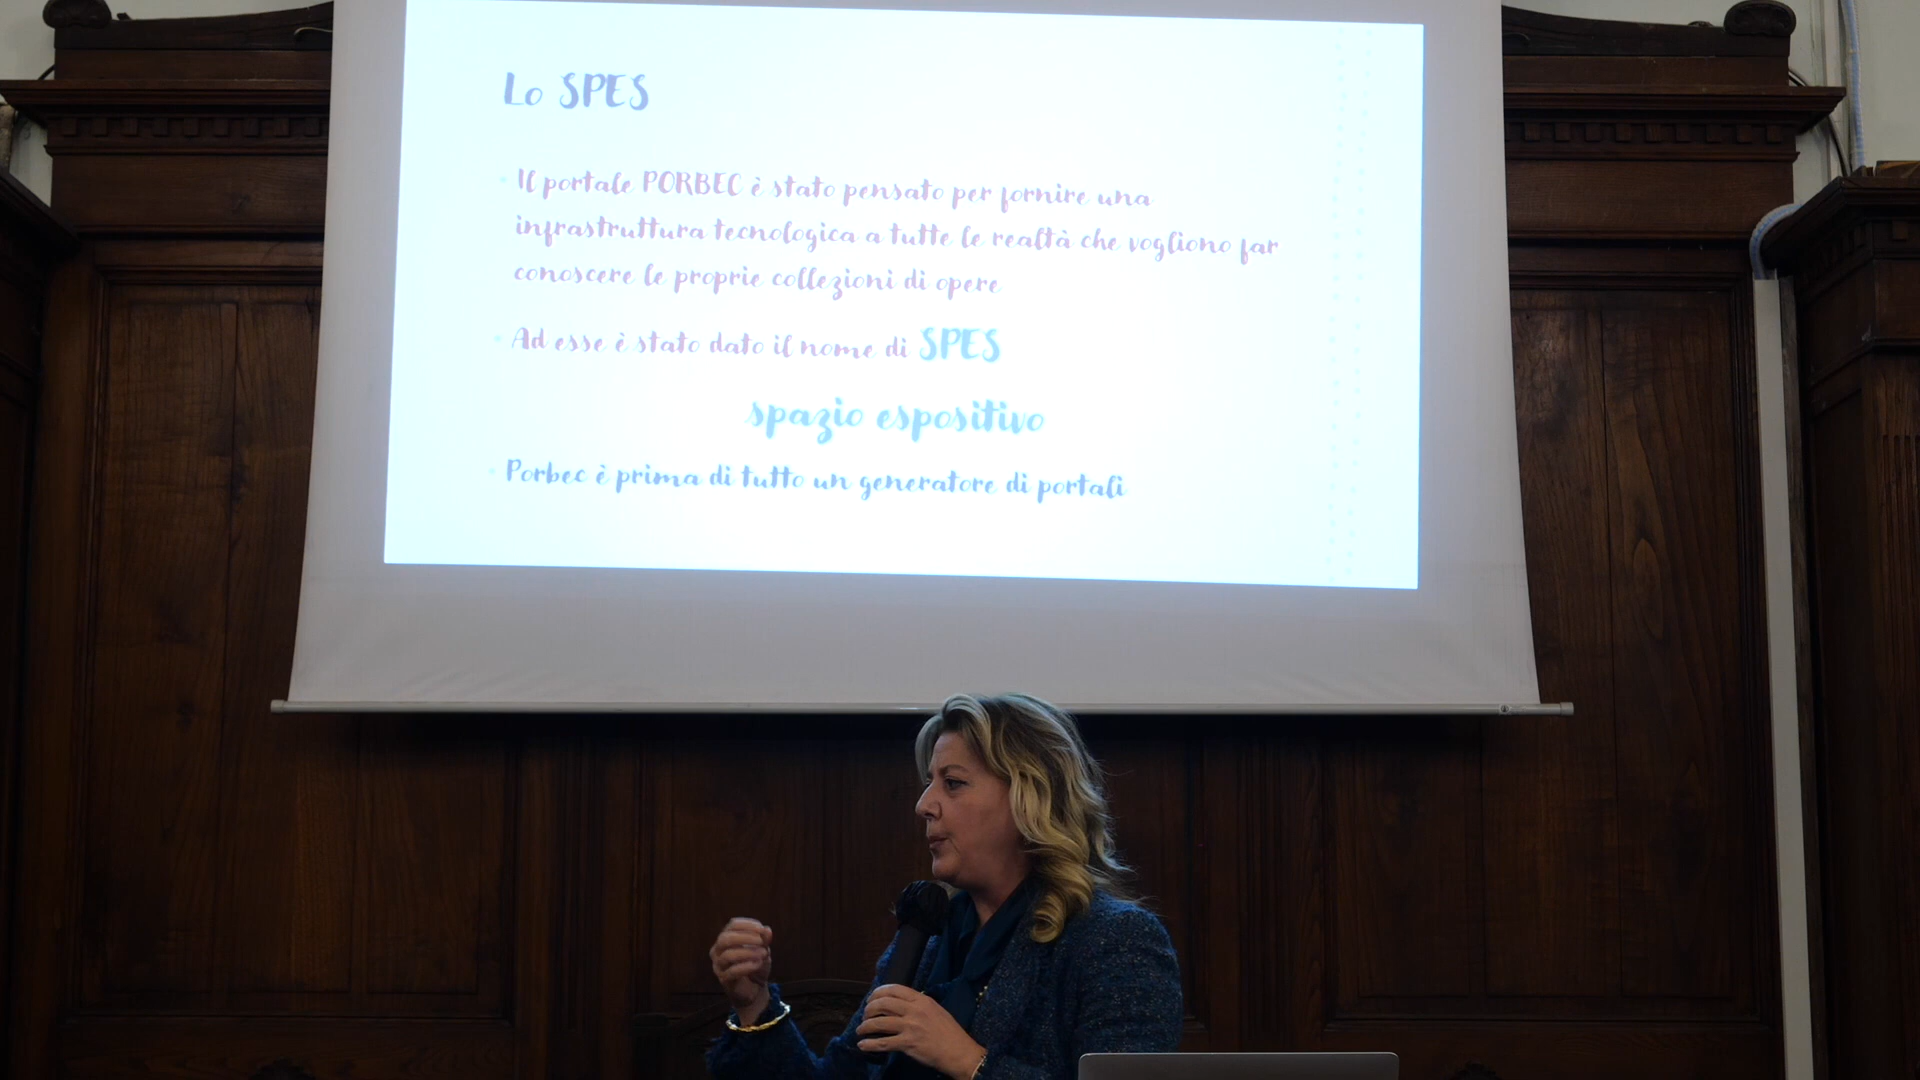 Lo SPES
Il portale PORBEC è stato pensato per fornire una
infrastruttura tecnologica a tutte le realtà che vogliono far
conoscere le proprie collezioni di opere
Ad esse è stato dato il nome di SPES
spazio espositivo
Porbec è prima di tutto un generatore di portali